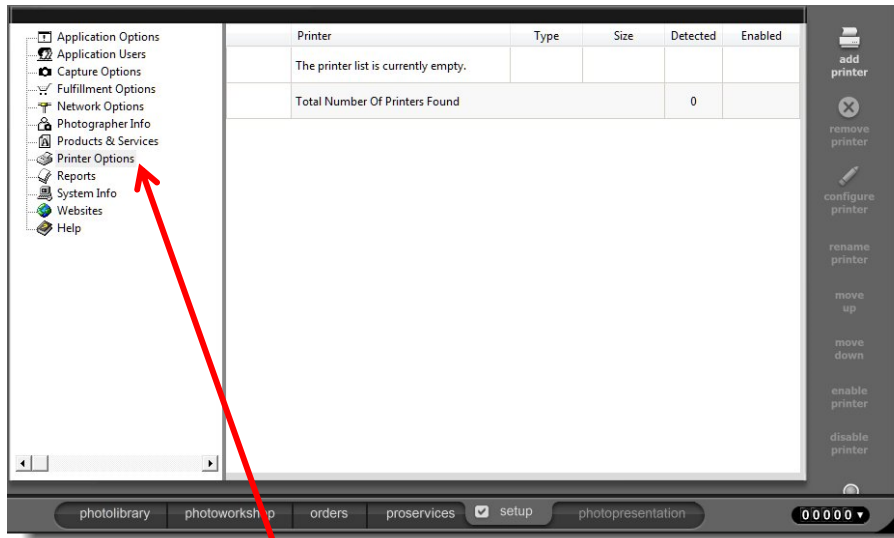 Application Options
Application Users
Capture Options
Fulfillment Options
Network Options
Photographer Info
Products & Services
Printer Options
Reports
System Info
Websites
Help
Printer Type Size Detected Enabled
The printer list is currently empty.
Total Number Of Printers Found 0
add
printer
remove
printer
configure
printer
rename
printer
move
up
move
down
enable
printer
disable
printer
photolibrary photoworkshop orders proservices setup photopresentation 00000